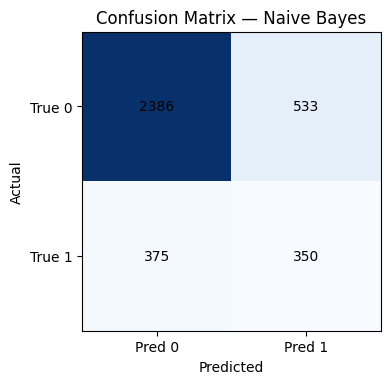 Confusion Matrix — Naive Bayes
Actual
True 0
2386
533
True 1
375
350
Pred 0
Pred 1
Predicted